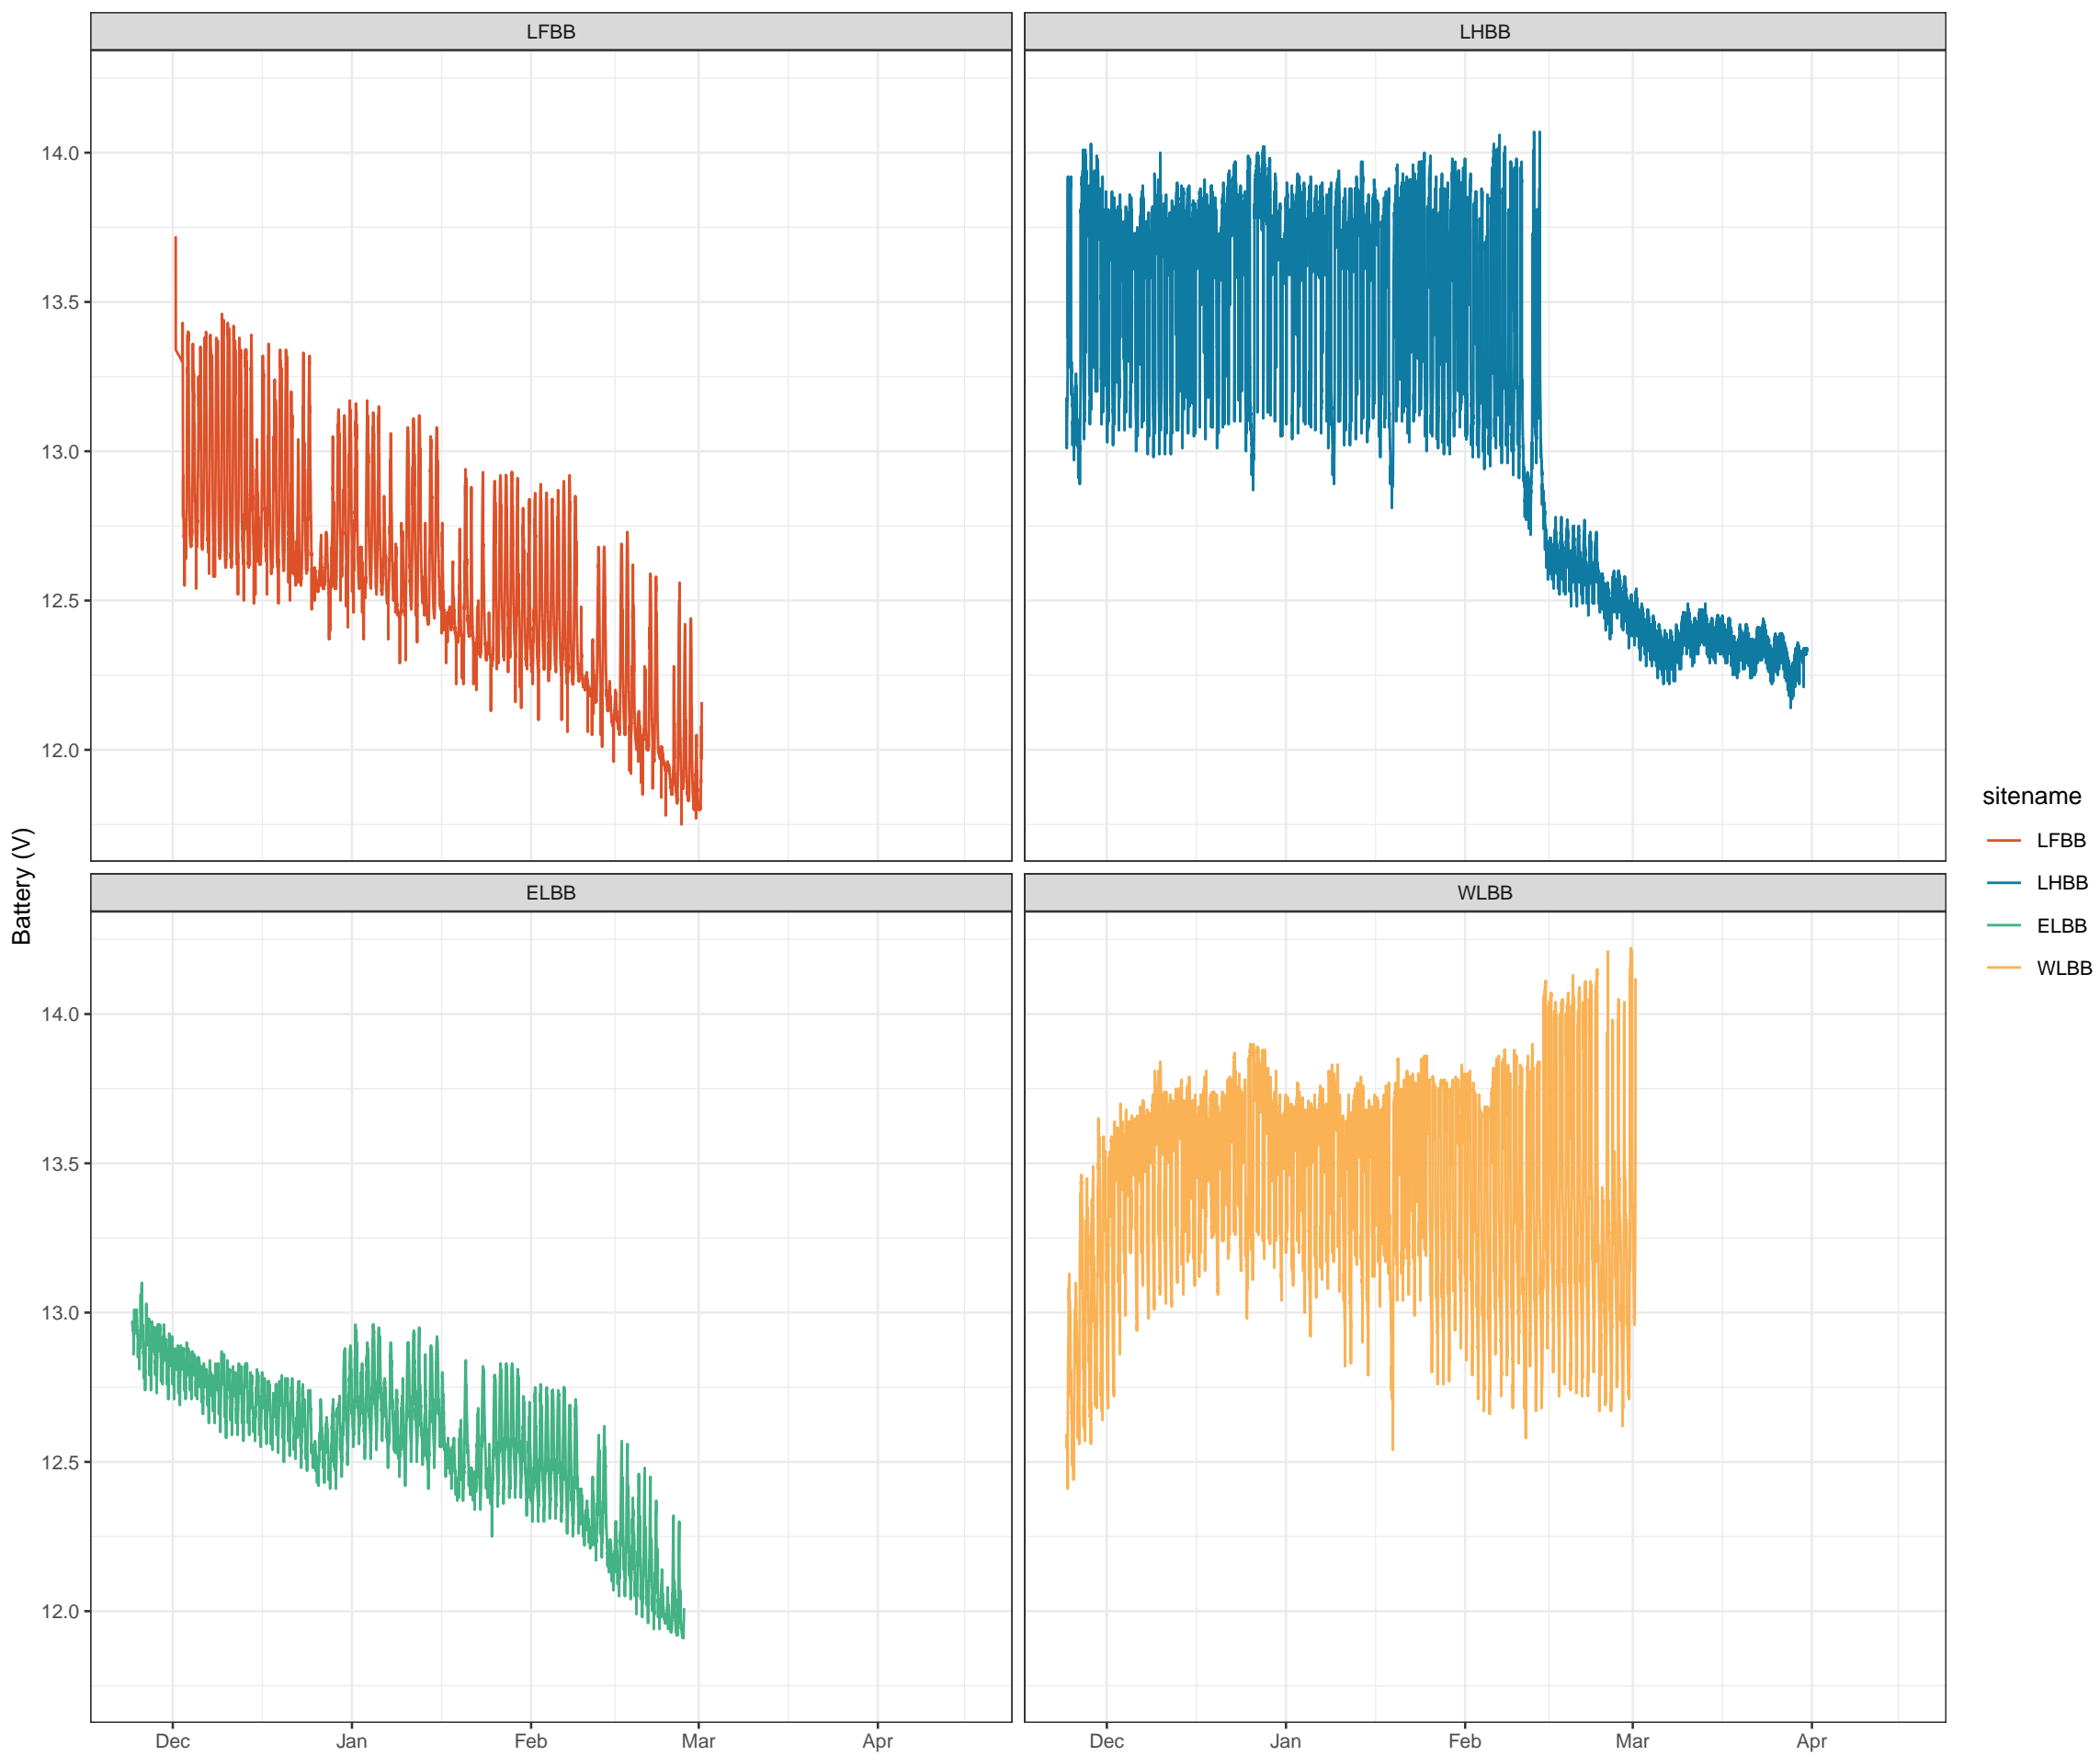 LFBB
LHBB
14.0
13.5
13.0
12.5
12.0
Battery (V)
ELBB
WLBB
14.0
13.5
13.0
12.5
12.0
Dec Jan Feb Mar Apr
Dec Jan Feb Mar Apr
sitename
LFBB
LHBB
ELBB
WLBB